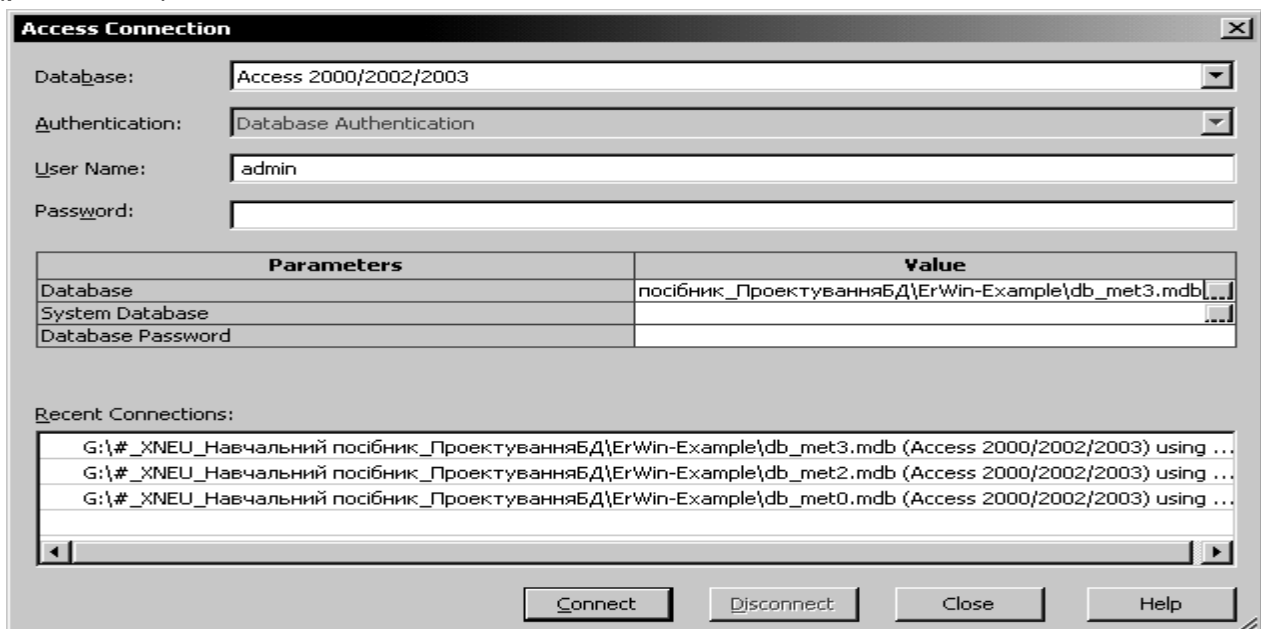 Access Connection
Database: Access 2000/2002/2003
Authentication: Database Authentication
User Name: admin
Password:
Parameters Value
Database посібник_ПроектуванняБД\ErWin-Example\db_met3.mdb ...
System Database ...
Database Password
Recent Connections:
G:\#_XNEU_Навчальний посібник_ПроектуванняБД\ErWin-Example\db_met3.mdb (Access 2000/2002/2003) using ...
G:\#_XNEU_Навчальний посібник_ПроектуванняБД\ErWin-Example\db_met2.mdb (Access 2000/2002/2003) using ...
G:\#_XNEU_Навчальний посібник_ПроектуванняБД\ErWin-Example\db_met0.mdb (Access 2000/2002/2003) using ...
Connect Disconnect Close Help